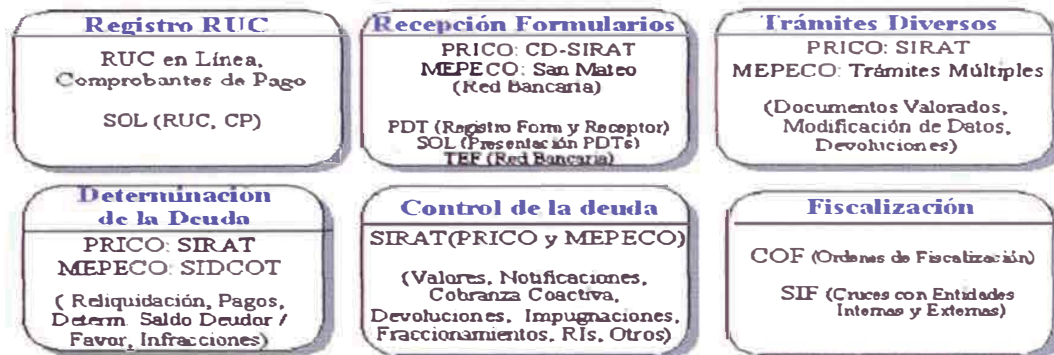 Registro RUC
RUC en Línea,
Comprobantes de Pago
SOL (RUC, CP)
Recepción Formularios
PRICO: CD-SIRAT
MEPECO: San Mateo
(Red Bancaria)
PDT (Registro Form y Receptor)
SOL (Presentación PDTs)
TEF (Red Bancaria)
Trámites Diversos
PRICO: SIRAT
MEPECO: Trámites Múltiples
(Documentos Valorados,
Modificación de Datos,
Devoluciones)
Determinación
de la Deuda
PRICO: SIRAT
MEPECO: SIDCOT
( Reliquidación, Pagos,
Determ. Saldo Deudor /
Favor, Infracciones)
Control de la deuda
SIRAT(PRICO y MEPECO)
(Valores, Notificaciones,
Cobranza Coactiva,
Devoluciones, Impugnaciones,
Fraccionamientos, RIs, Otros)
Fiscalización
COF (Ordenes de Fiscalización)
SIF (Cruces con Entidades
Internas y Externas)